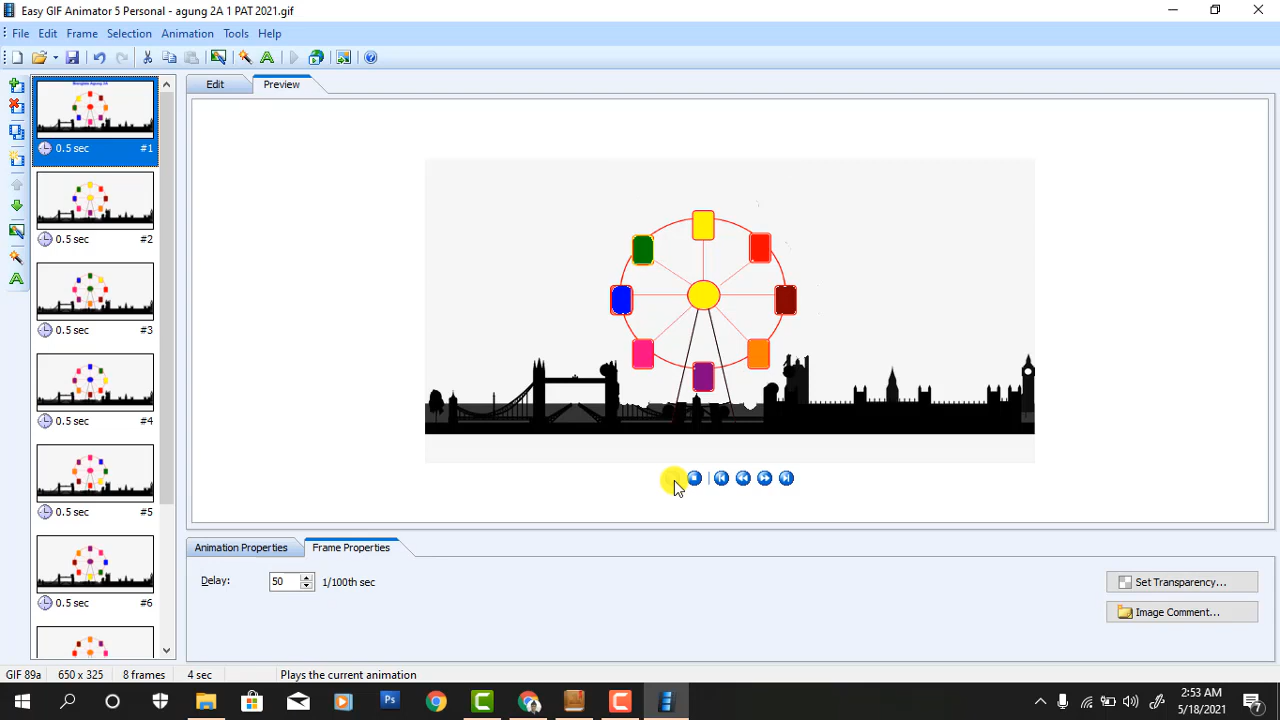 Easy GIF Animator 5 Personal - agung 2A 1 PAT 2021.gif
File Edit Frame Selection Animation Tools Help
Edit Preview
0.5 sec #1
0.5 sec #2
0.5 sec #3
0.5 sec #4
0.5 sec #5
0.5 sec #6
Animation Properties Frame Properties
Delay: 50 1/100th sec
Set Transparency...
Image Comment...
GIF 89a 650 x 325 8 frames 4 sec Plays the current animation
2:53 AM
5/18/2021